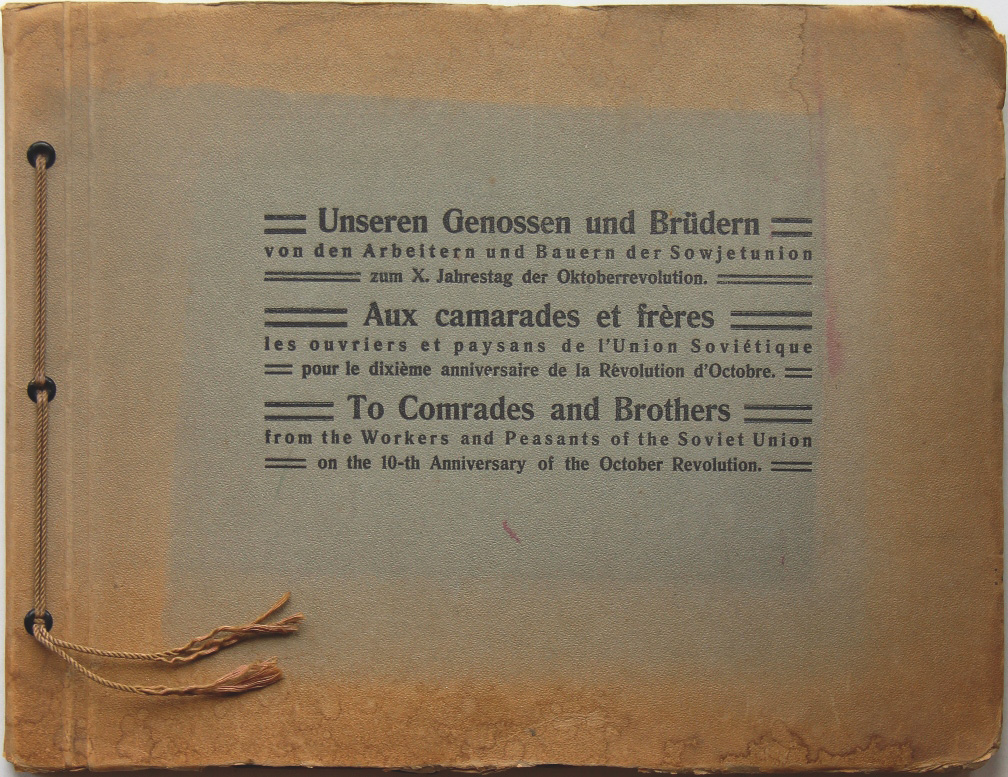 Unseren Genossen und Brüdern
von den Arbeitern und Bauern der Sowjetunion
zum X. Jahrestag der Oktoberrevolution.
Aux camarades et frères
les ouvriers et paysans de l'Union Soviétique
pour le dixième anniversaire de la Révolution d'Octobre.
To Comrades and Brothers
from the Workers and Peasants of the Soviet Union
on the 10-th Anniversary of the October Revolution.